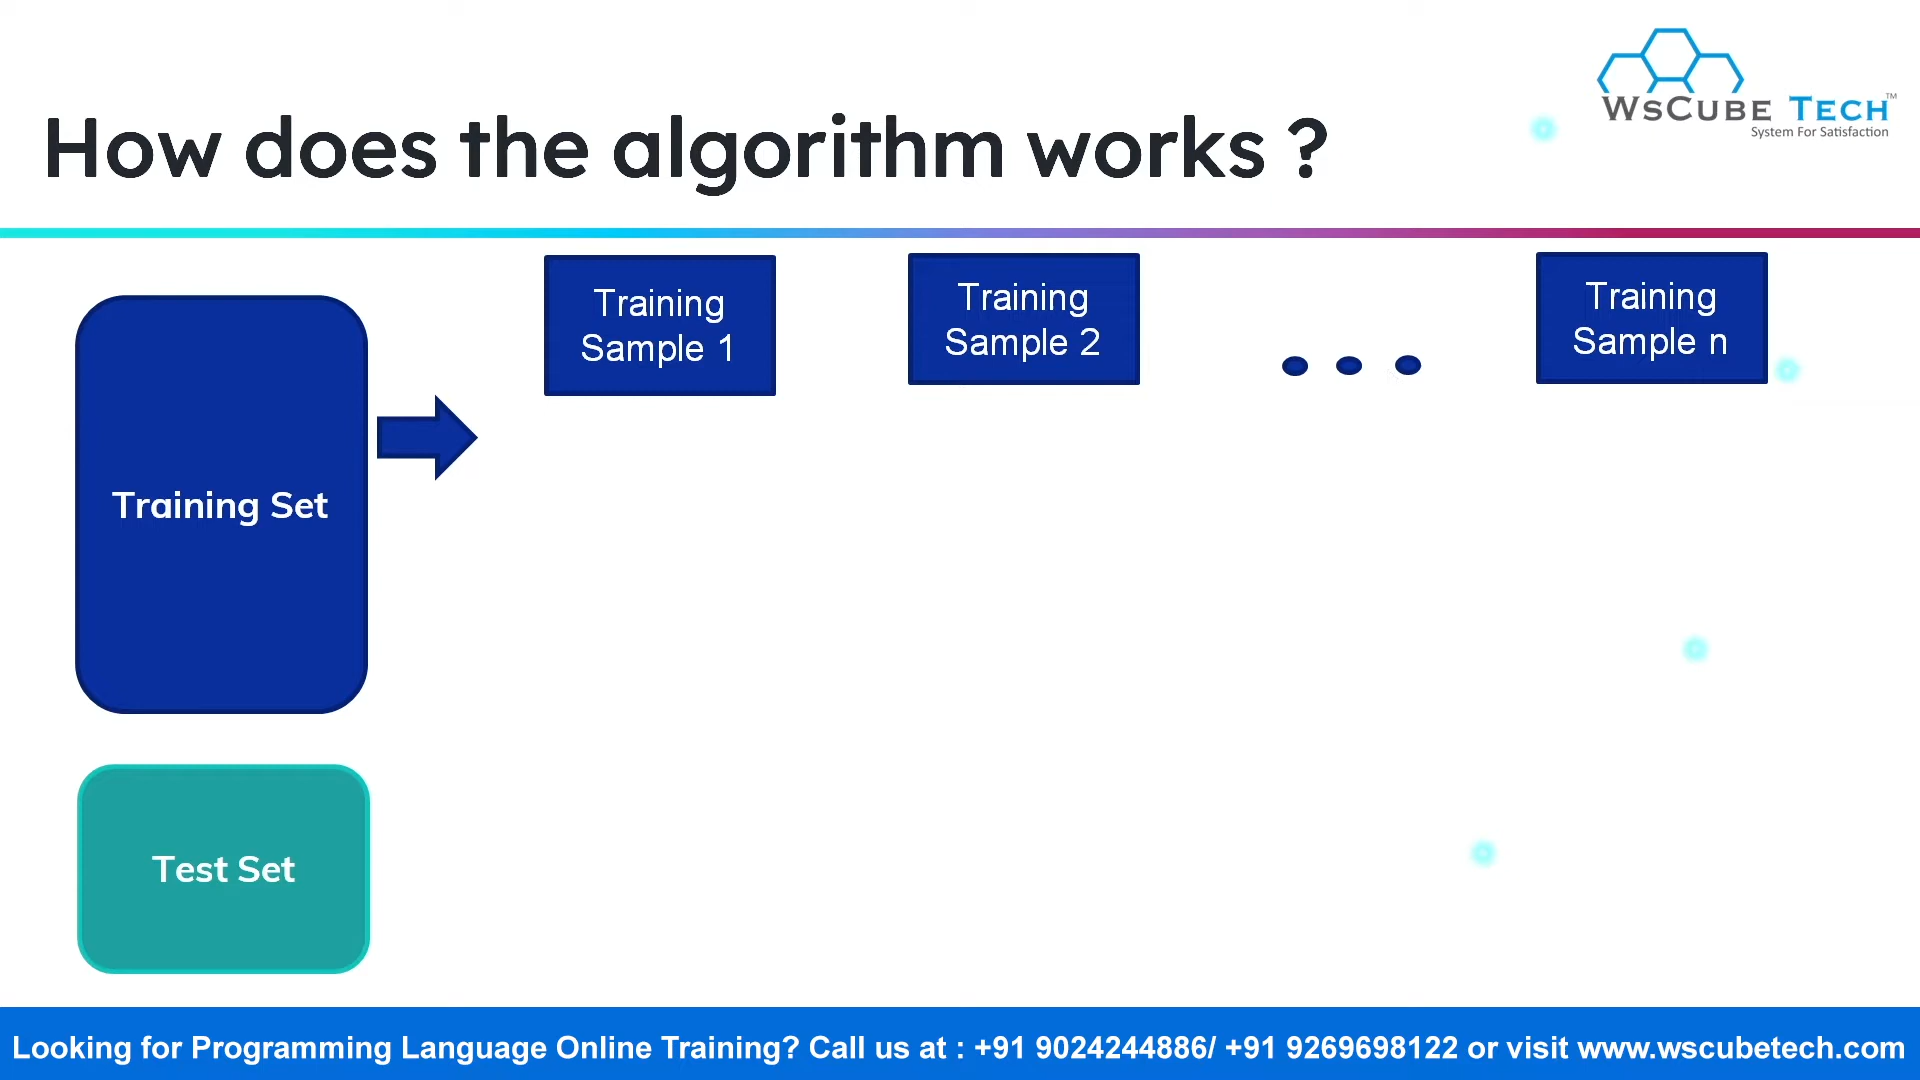 WsCube Tech™
System For Satisfaction
How does the algorithm works ?
Training
Sample 1
Training
Sample 2
Training
Sample n
Training Set
Test Set
Looking for Programming Language Online Training? Call us at : +91 9024244886/ +91 9269698122 or visit www.wscubetech.com